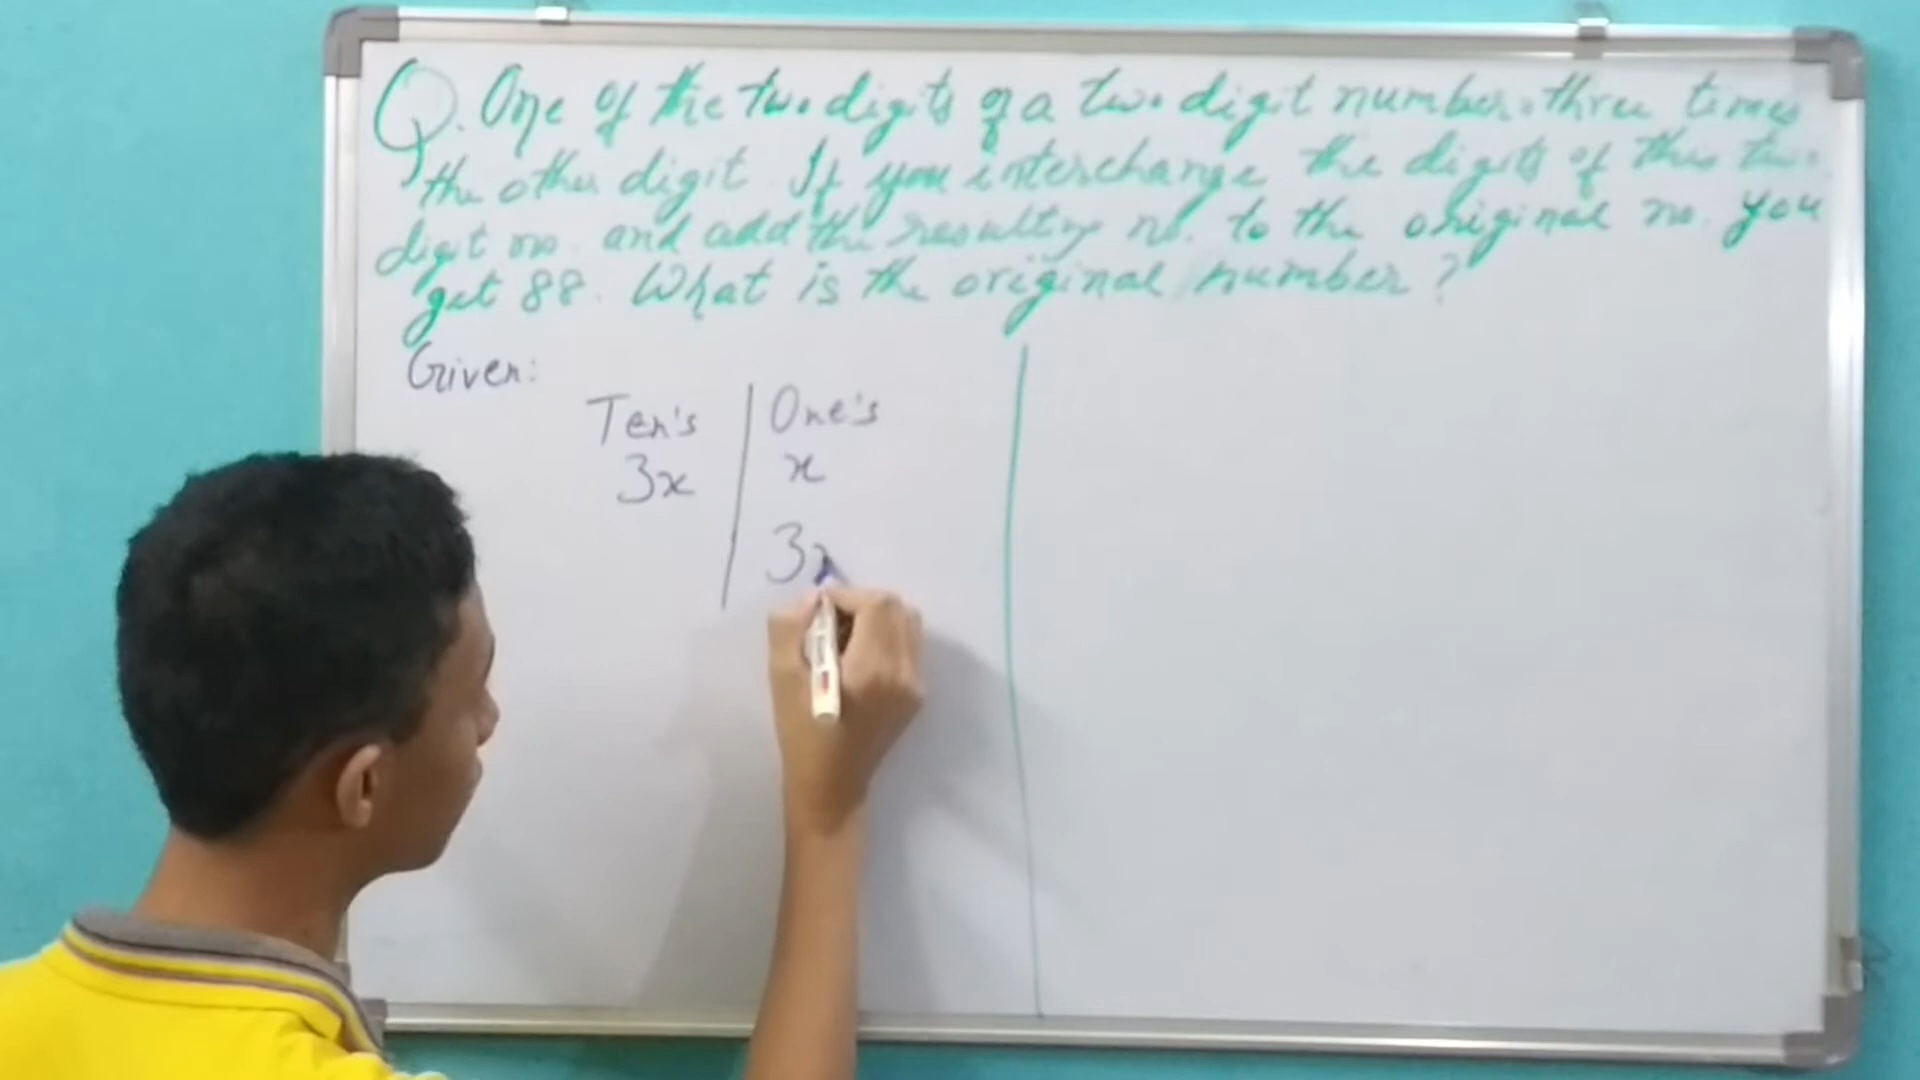 Q. One of the two digits of a two digit number is three times
the other digit. If you interchange the digits of this two
digit no. and add the resulting no. to the original no. you
get 88. What is the original number?
Given:
Ten's One's
3x x
3x